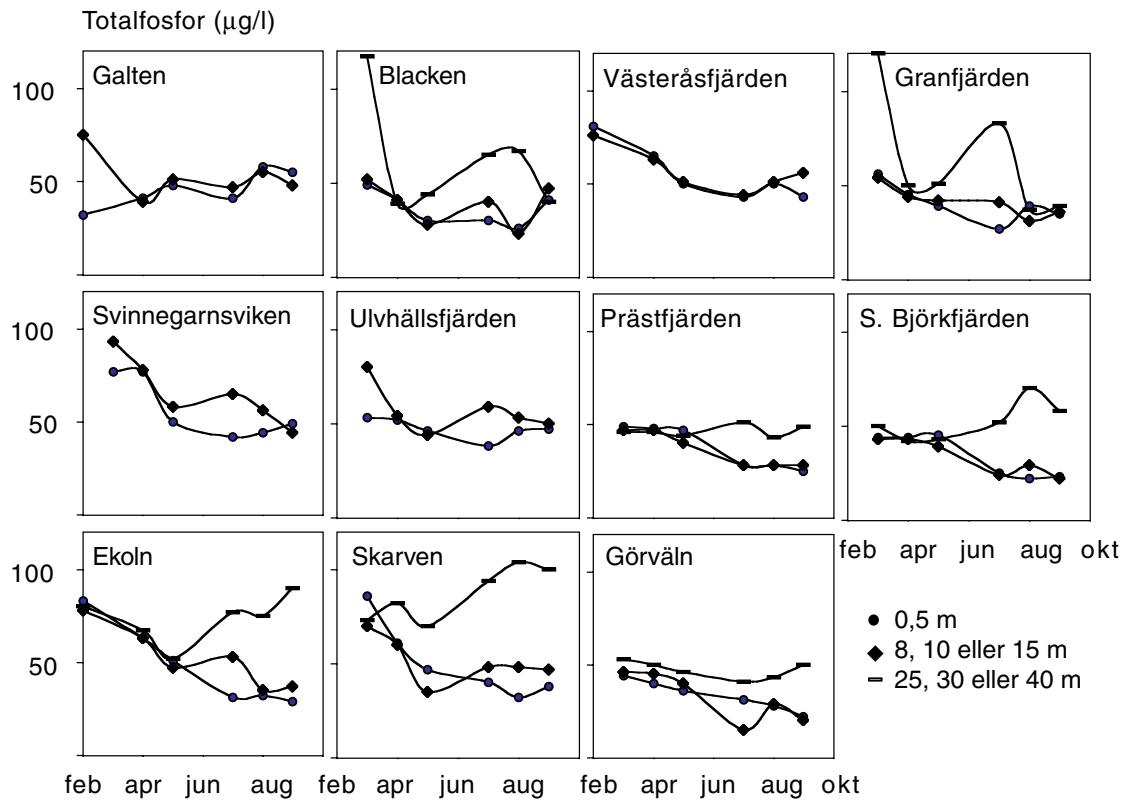 Totalfosfor (µg/l)
Galten
Blacken
Västeråsfjärden
Granfjärden
100
50
Svinnegarnsviken
Ulvhällsfjärden
Prästfjärden
S. Björkfjärden
100
50
feb apr jun aug okt
Ekoln
Skarven
Görväln
100
50
0,5 m
8, 10 eller 15 m
25, 30 eller 40 m
feb apr jun aug feb apr jun aug feb apr jun aug okt